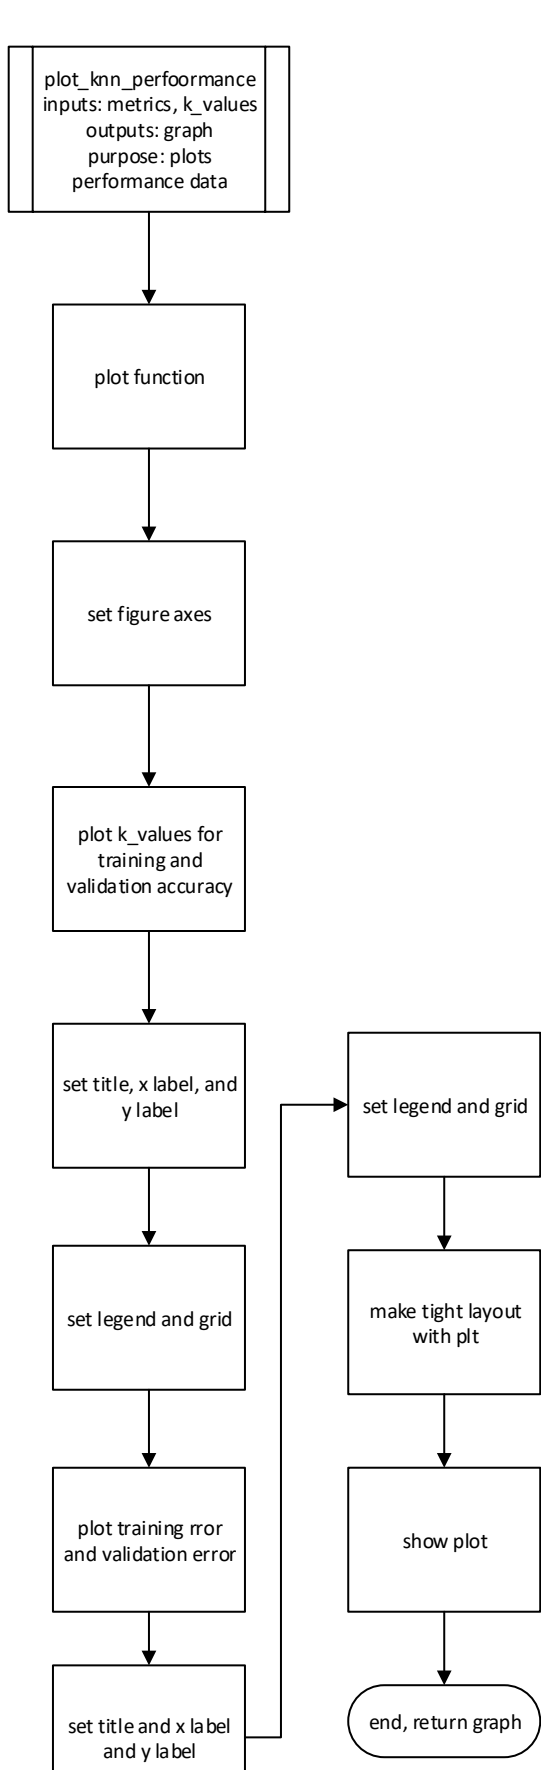 plot_knn_perfoormance
inputs: metrics, k_values
outputs: graph
purpose: plots
performance data
plot function
set figure axes
plot k_values for
training and
validation accuracy
set title, x label, and
y label
set legend and grid
plot training rror
and validation error
set title and x label
and y label
set legend and grid
make tight layout
with plt
show plot
end, return graph